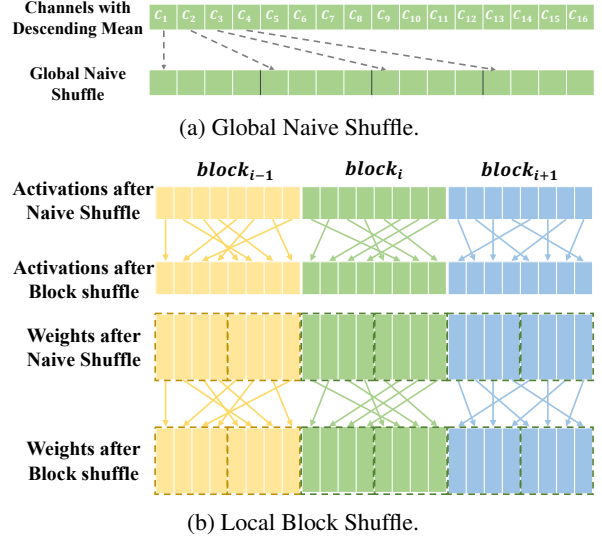 Channels with
Descending Mean
C₁ C₂ C₃ C₄ C₅ C₆ C₇ C₈ C₉ C₁₀ C₁₁ C₁₂ C₁₃ C₁₄ C₁₅ C₁₆
Global Naive
Shuffle
(a) Global Naive Shuffle.
blockᵢ₋₁ blockᵢ blockᵢ₊₁
Activations after
Naive Shuffle
Activations after
Block shuffle
Weights after
Naive Shuffle
Weights after
Block shuffle
(b) Local Block Shuffle.